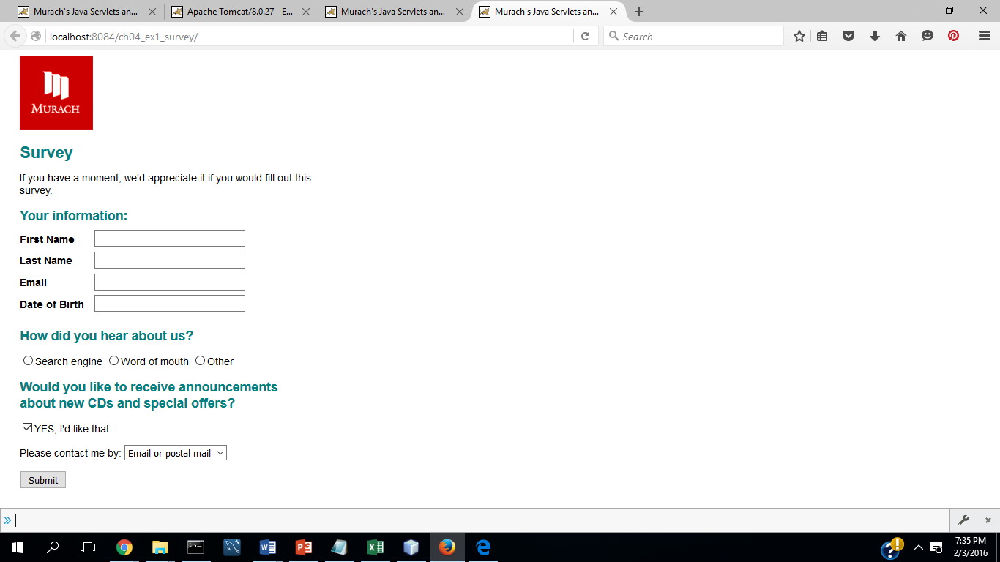 Murach's Java Servlets an...
Apache Tomcat/8.0.27 - E...
Murach's Java Servlets an...
Murach's Java Servlets an...
localhost:8084/ch04_ex1_survey/
Search
MURACH
Survey
If you have a moment, we'd appreciate it if you would fill out this
survey.
Your information:
First Name
Last Name
Email
Date of Birth
How did you hear about us?
Search engine Word of mouth Other
Would you like to receive announcements
about new CDs and special offers?
YES, I'd like that.
Please contact me by: Email or postal mail
Submit
7:35 PM
2/3/2016